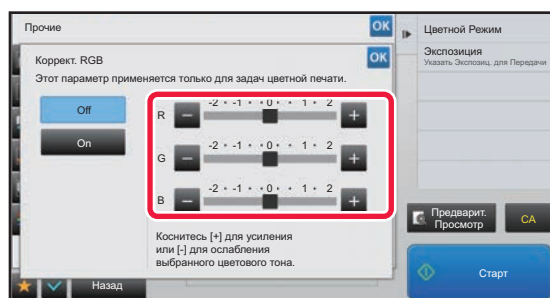 Прочие
OK
Цветной Режим
Экспозиция
Указать Экспозиц. для Передачи
Коррект. RGB
OK
Этот параметр применяется только для задач цветной печати.
Off
On
R - -2 • -1 • • 0 • • 1 • 2 +
G - -2 • -1 • • 0 • • 1 • 2 +
B - -2 • -1 • • 0 • • 1 • 2 +
Коснитесь [+] для усиления
или [-] для ослабления
выбранного цветового тона.
Предварит.
Просмотр
CA
Старт
Назад